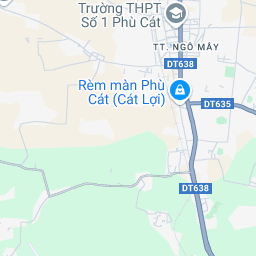 Trường THPT
Số 1 Phù Cát
TT. NGÔ MÂY
DT638
Rèm màn Phù
Cát (Cát Lợi)
DT635
DT638